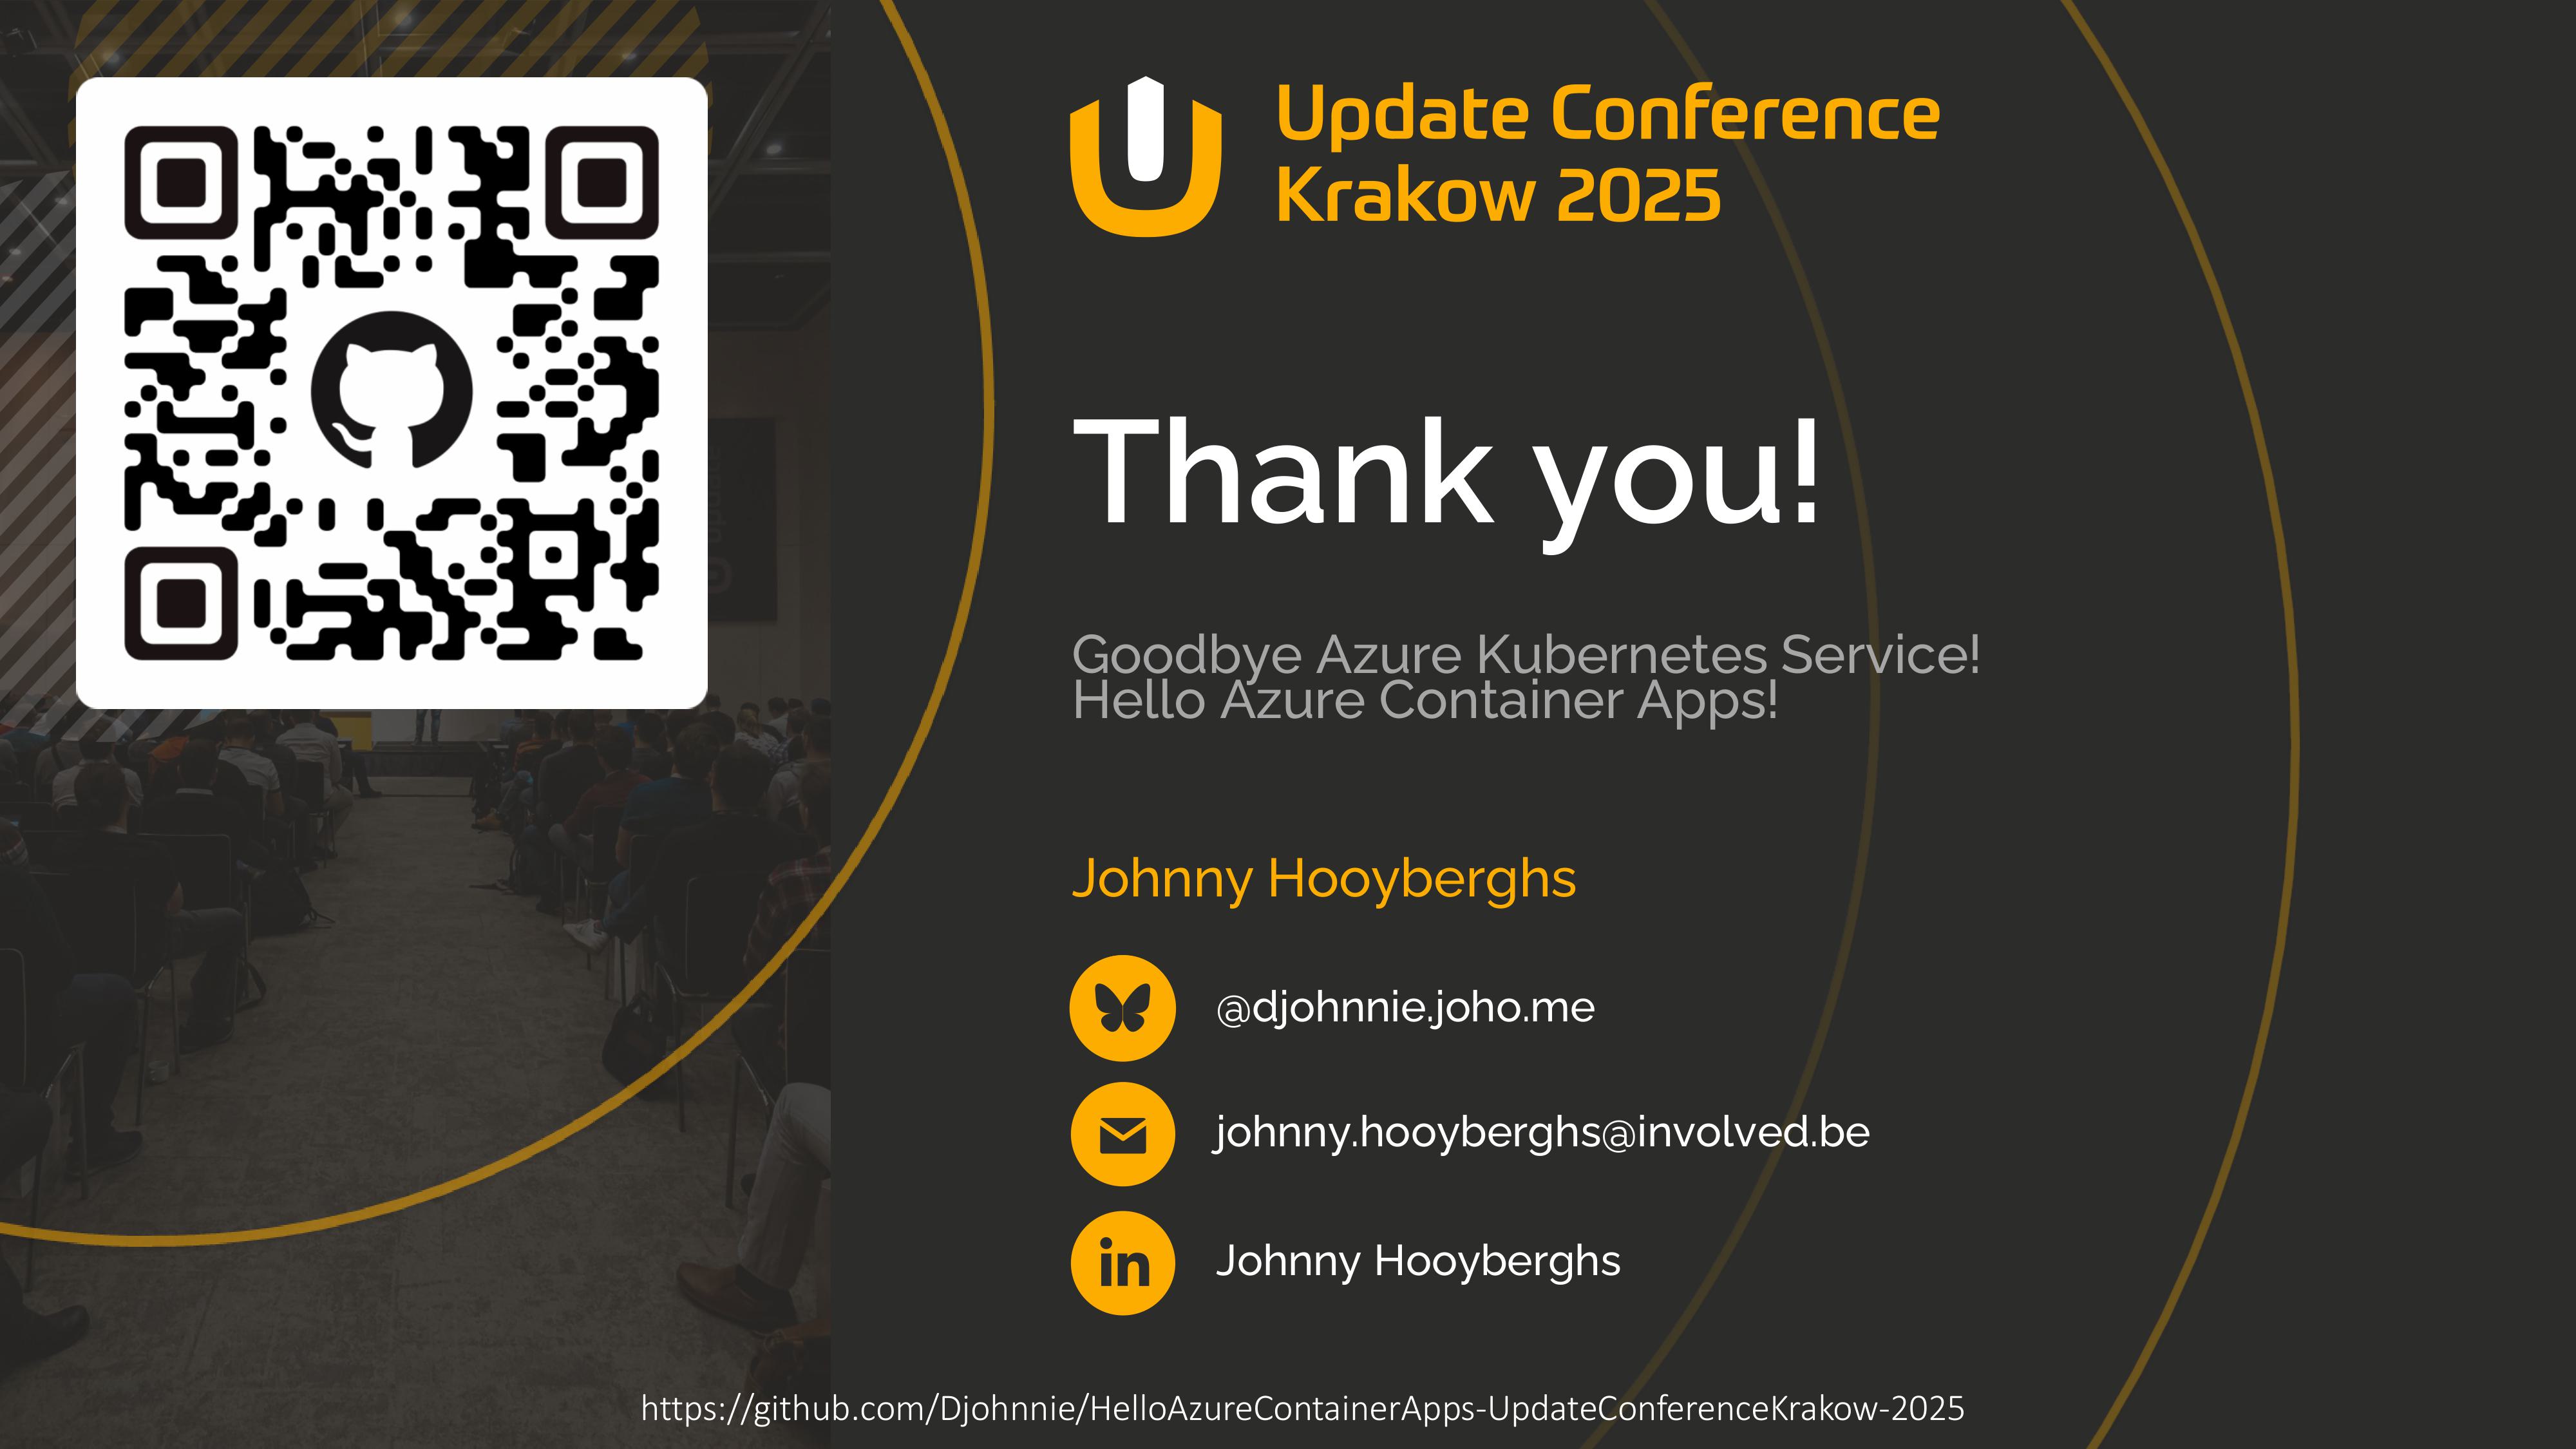 Update Conference
Krakow 2025
Thank you!
Goodbye Azure Kubernetes Service!
Hello Azure Container Apps!
Johnny Hooyberghs
@djohnnie.joho.me
johnny.hooyberghs@involved.be
in
Johnny Hooyberghs
https://github.com/Djohnnie/HelloAzureContainerApps-UpdateConferenceKrakow-2025